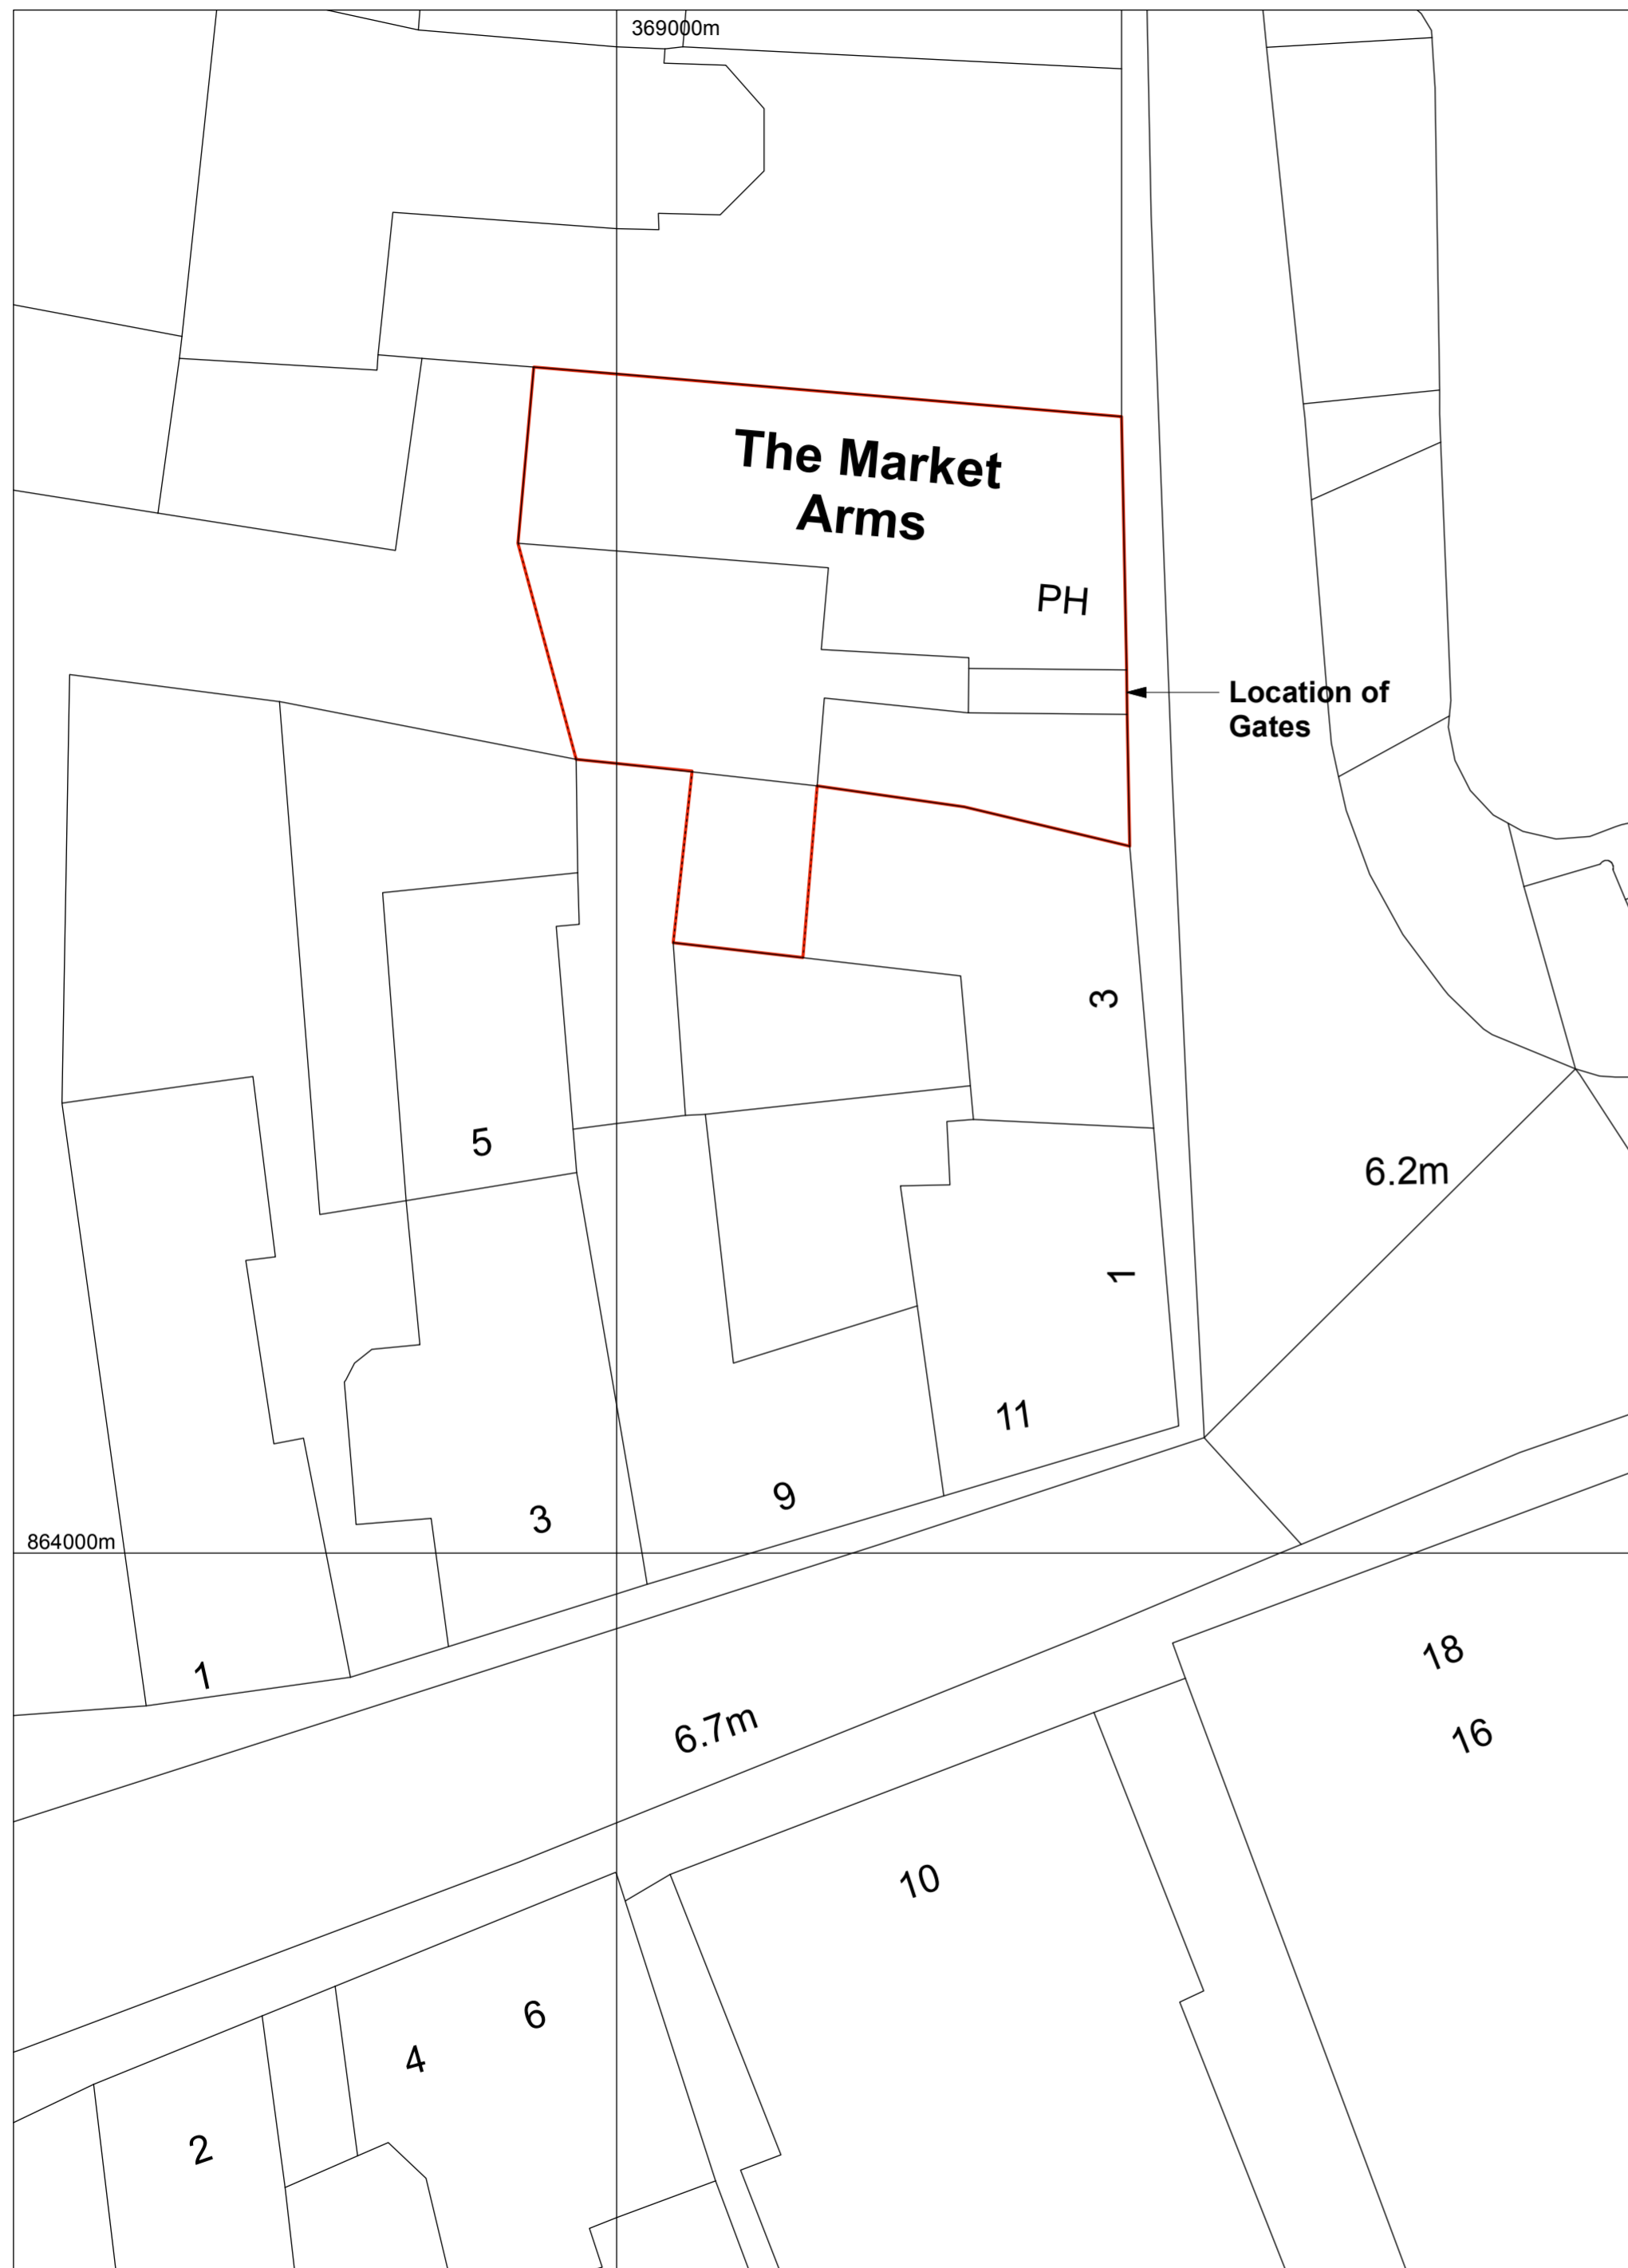 369000m
The Market
Arms
PH
Location of
Gates
3
5
6.2m
1
11
9
3
864000m
1
18
6.7m
16
10
6
4
2